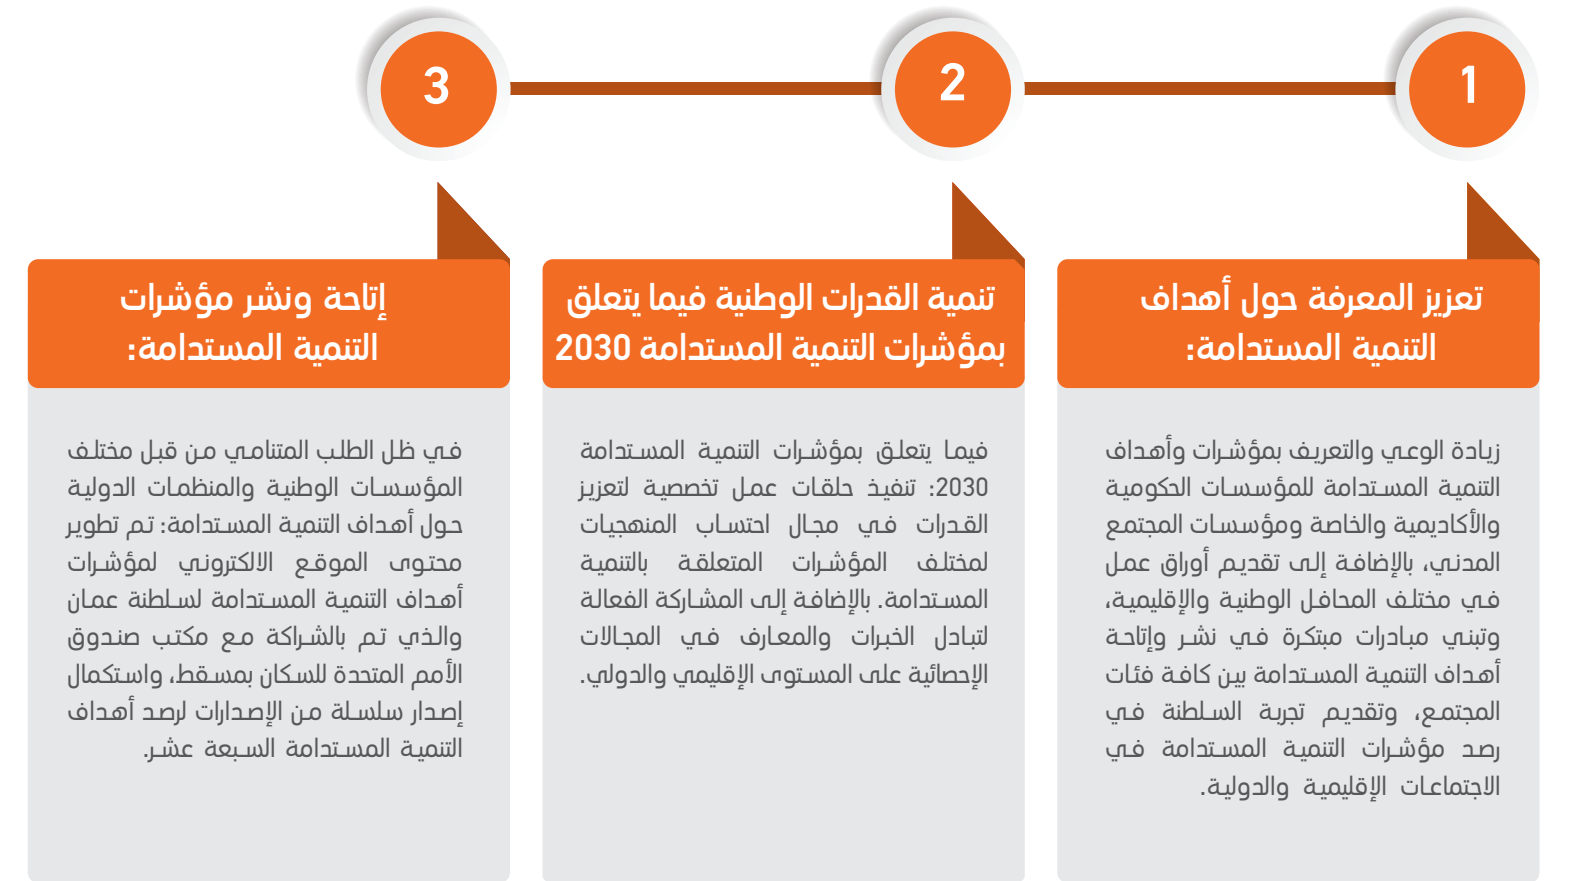 1
تعزيز المعرفة حول أهداف
التنمية المستدامة:
زيادة الوعي والتعريف بمؤشرات وأهداف
التنمية المستدامة للمؤسسات الحكومية
والأكاديمية والخاصة ومؤسسات المجتمع
المدني، بالإضافة إلى تقديم أوراق عمل
في مختلف المحافل الوطنية والإقليمية،
وتبني مبادرات مبتكرة في نشر وإتاحة
أهداف التنمية المستدامة بين كافة فئات
المجتمع، وتقديم تجربة السلطنة في
رصد مؤشرات التنمية المستدامة في
الاجتماعات الإقليمية والدولية.
2
تنمية القدرات الوطنية فيما يتعلق
بمؤشرات التنمية المستدامة 2030
فيما يتعلق بمؤشرات التنمية المستدامة
2030: تنفيذ حلقات عمل تخصصية لتعزيز
القدرات في مجال احتساب المنهجيات
لمختلف المؤشرات المتعلقة بالتنمية
المستدامة. بالإضافة إلى المشاركة الفعالة
لتبادل الخبرات والمعارف في المجالات
الإحصائية على المستوى الإقليمي والدولي.
3
إتاحة ونشر مؤشرات
التنمية المستدامة:
في ظل الطلب المتنامي من قبل مختلف
المؤسسات الوطنية والمنظمات الدولية
حول أهداف التنمية المستدامة: تم تطوير
محتوى الموقع الالكتروني لمؤشرات
أهداف التنمية المستدامة لسلطنة عمان
والذي تم بالشراكة مع مكتب صندوق
الأمم المتحدة للسكان بمسقط، واستكمال
إصدار سلسلة من الإصدارات لرصد أهداف
التنمية المستدامة السبعة عشر.